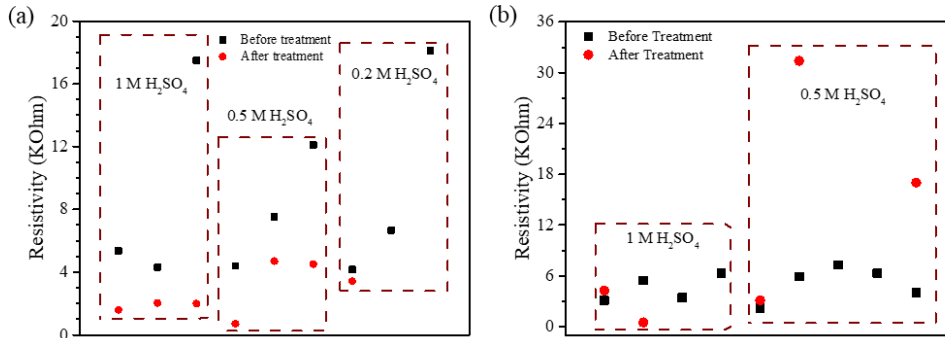 (a)
Resistivity (KOhm)
20
16
12
8
4
0
Before treatment
After treatment
1 M H₂SO₄
0.5 M H₂SO₄
0.2 M H₂SO₄
(b)
Resistivity (KOhm)
36
30
24
18
12
6
0
Before Treatment
After Treatment
1 M H₂SO₄
0.5 M H₂SO₄